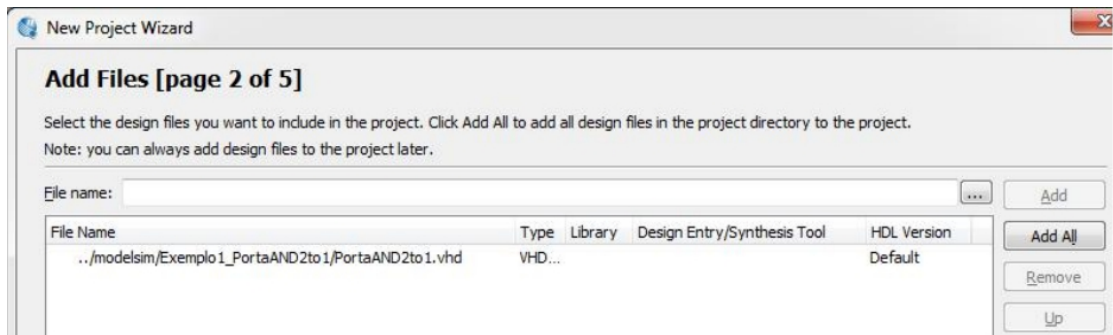 New Project Wizard
Add Files [page 2 of 5]
Select the design files you want to include in the project. Click Add All to add all design files in the project directory to the project.
Note: you can always add design files to the project later.
File name: ... Add
File Name Type Library Design Entry/Synthesis Tool HDL Version Add All
../modelsim/Exemplo1_PortaAND2to1/PortaAND2to1.vhd VHD... Default
Remove
Up